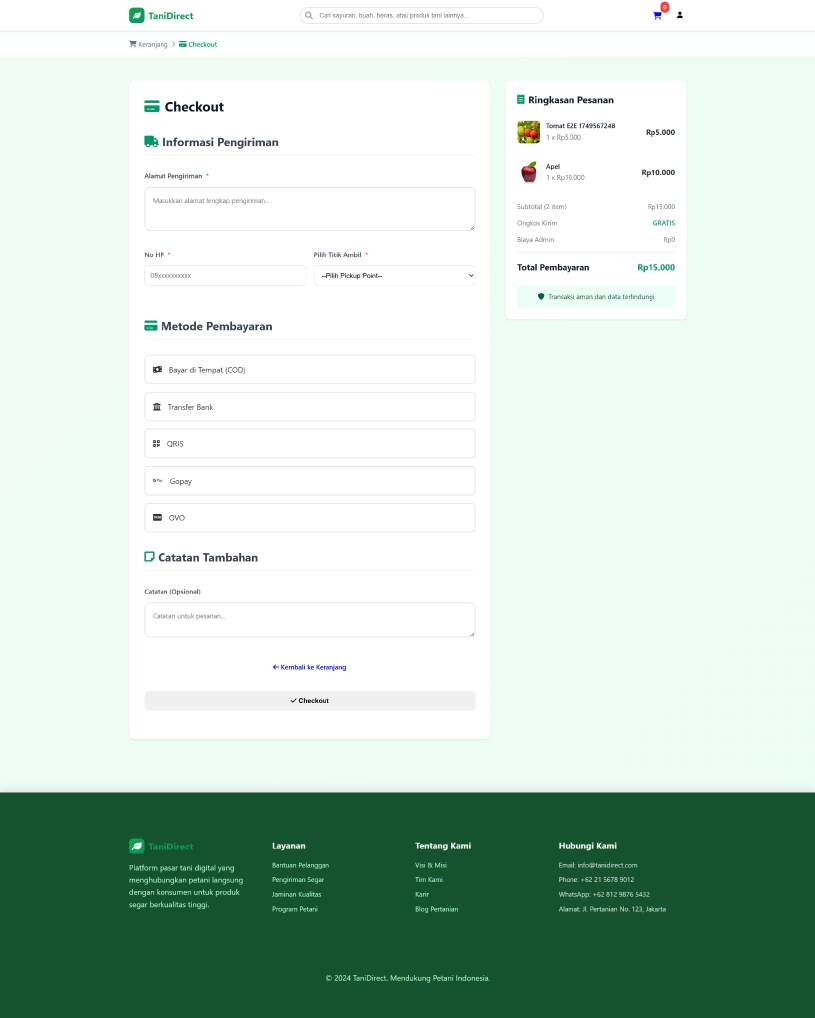 TaniDirect
Cari sayuran, buah, beras, atau produk tani lainnya...
0
Keranjang > Checkout
Checkout
Informasi Pengiriman
Alamat Pengiriman *
Masukkan alamat lengkap pengiriman...
No HP *
Pilih Titik Ambil *
08xxxxxxxxxx
--Pilih Pickup Point--
Metode Pembayaran
Bayar di Tempat (COD)
Transfer Bank
QRIS
Gopay
OVO
Catatan Tambahan
Catatan (Opsional)
Catatan untuk pesanan...
Kembali ke Keranjang
Checkout
Ringkasan Pesanan
Tomat E2E 1749567248
1 x Rp5.000
Rp5.000
Apel
1 x Rp10.000
Rp10.000
Subtotal (2 item) Rp15.000
Ongkos Kirim GRATIS
Biaya Admin Rp0
Total Pembayaran Rp15.000
Transaksi aman dan data terlindungi
TaniDirect
Platform pasar tani digital yang
menghubungkan petani langsung
dengan konsumen untuk produk
segar berkualitas tinggi.
Layanan
Bantuan Pelanggan
Pengiriman Segar
Jaminan Kualitas
Program Petani
Tentang Kami
Visi & Misi
Tim Kami
Karir
Blog Pertanian
Hubungi Kami
Email: info@tanidirect.com
Phone: +62 21 5678 9012
WhatsApp: +62 812 9876 5432
Alamat: Jl. Pertanian No. 123, Jakarta
© 2024 TaniDirect. Mendukung Petani Indonesia.